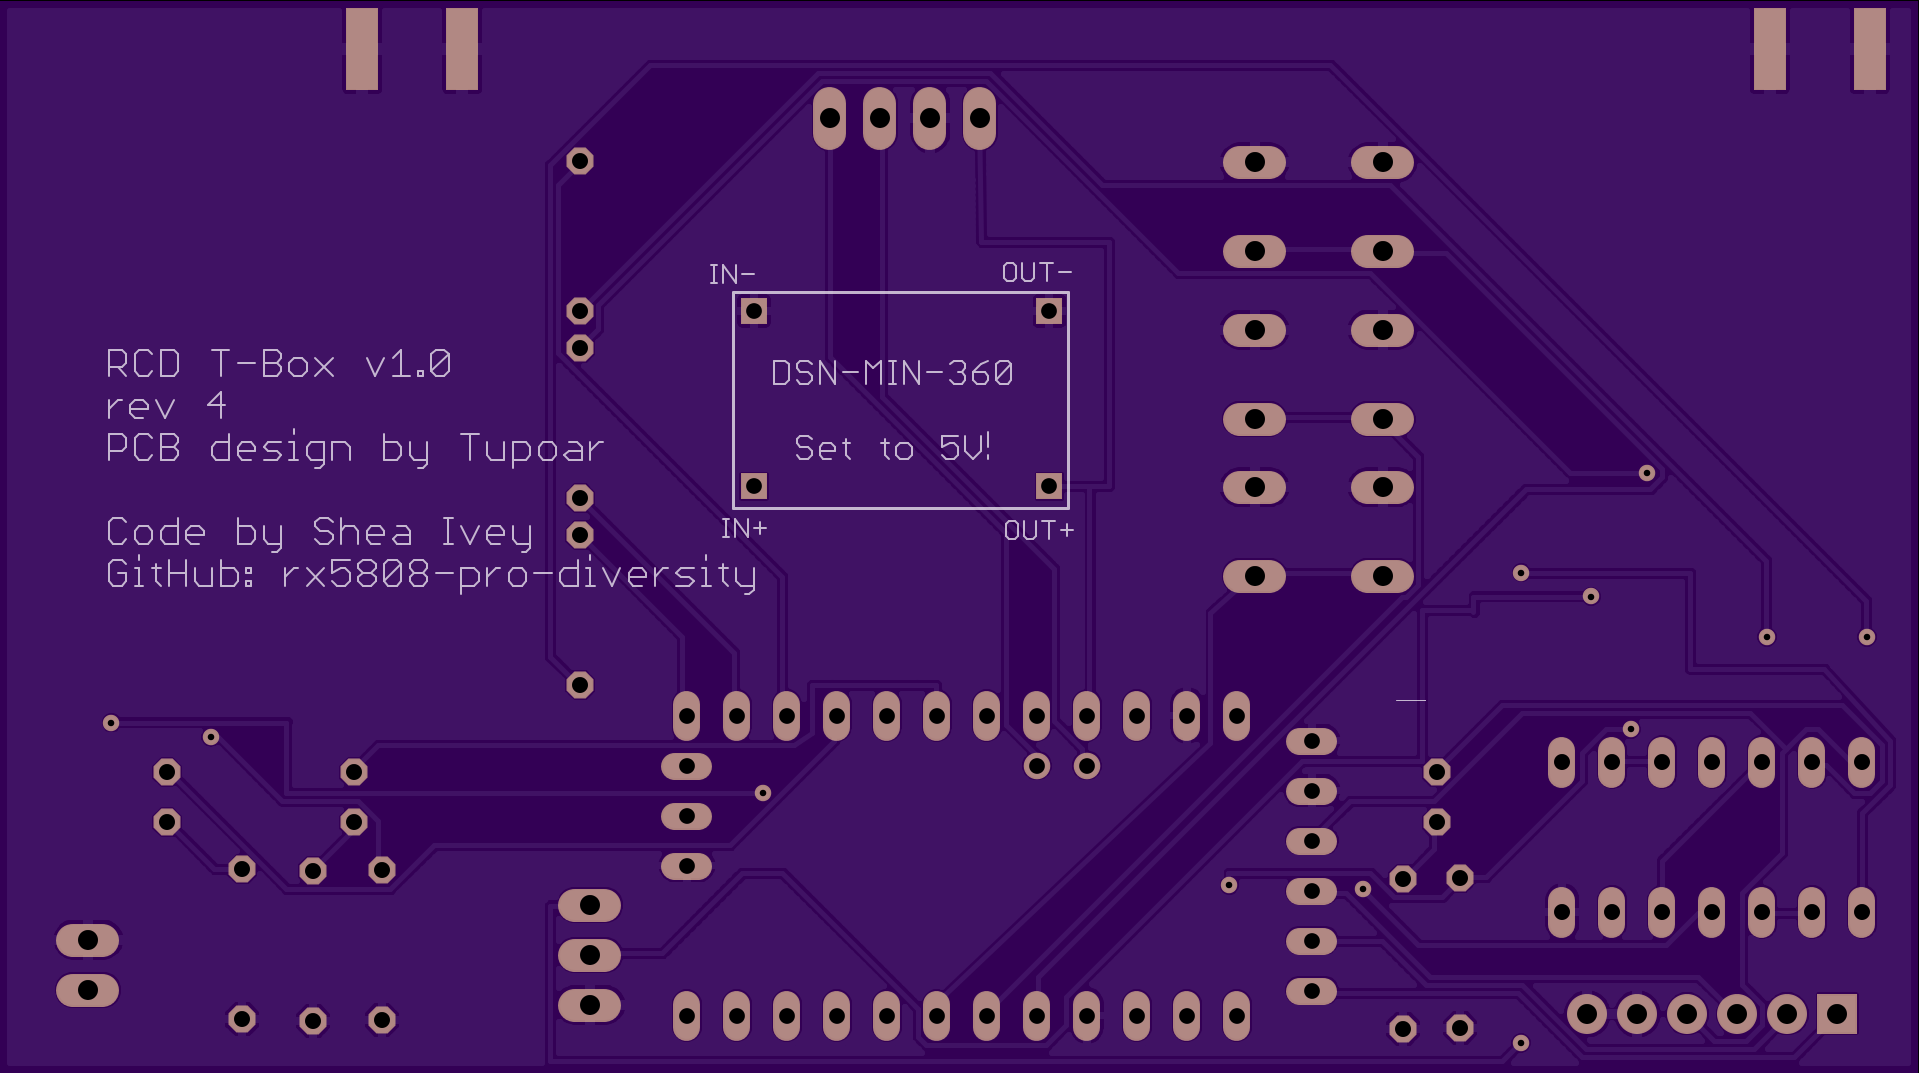 IN-
OUT-
RCD T-Box v1.0
rev 4
PCB design by Tupoar
DSN-MIN-360
Set to 5V!
IN+
OUT+
Code by Shea Ivey
GitHub: rx5808-pro-diversity